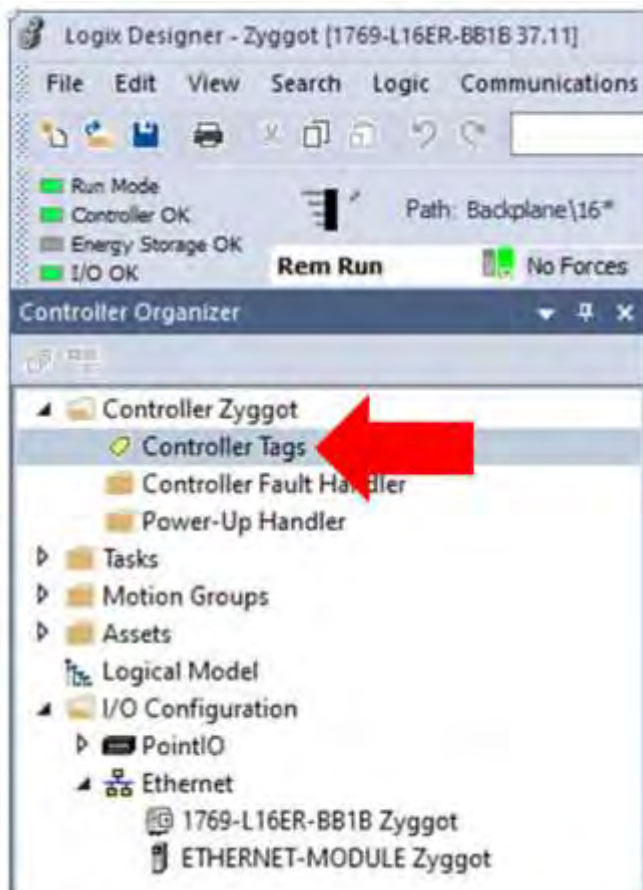 Logix Designer - Zyggot [1769-L16ER-BB1B 37.11]
File Edit View Search Logic Communications
Run Mode
Controller OK
Energy Storage OK
I/O OK
Path: Backplane\16*
Rem Run
No Forces
Controller Organizer
Controller Zyggot
Controller Tags
Controller Fault Handler
Power-Up Handler
Tasks
Motion Groups
Assets
Logical Model
I/O Configuration
PointIO
Ethernet
1769-L16ER-BB1B Zyggot
ETHERNET-MODULE Zyggot